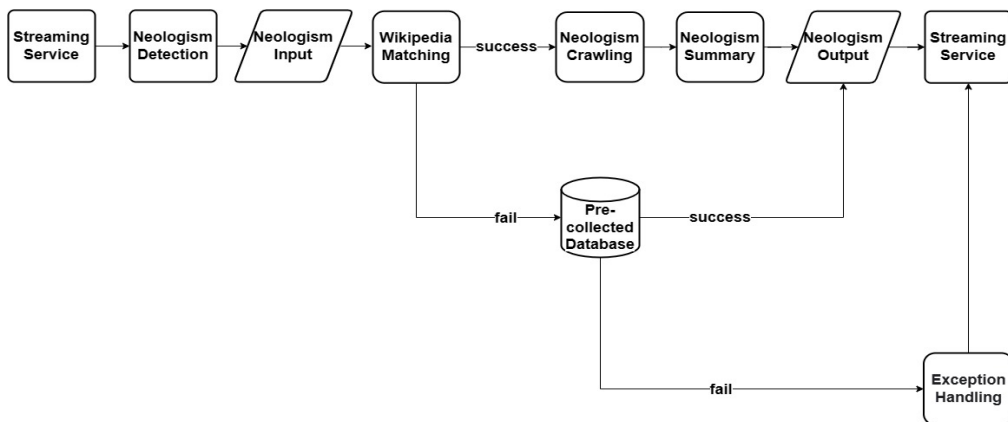 Streaming
Service
Neologism
Detection
Neologism
Input
Wikipedia
Matching
success
Neologism
Crawling
Neologism
Summary
Neologism
Output
Streaming
Service
fail
Pre-
collected
Database
success
fail
Exception
Handling